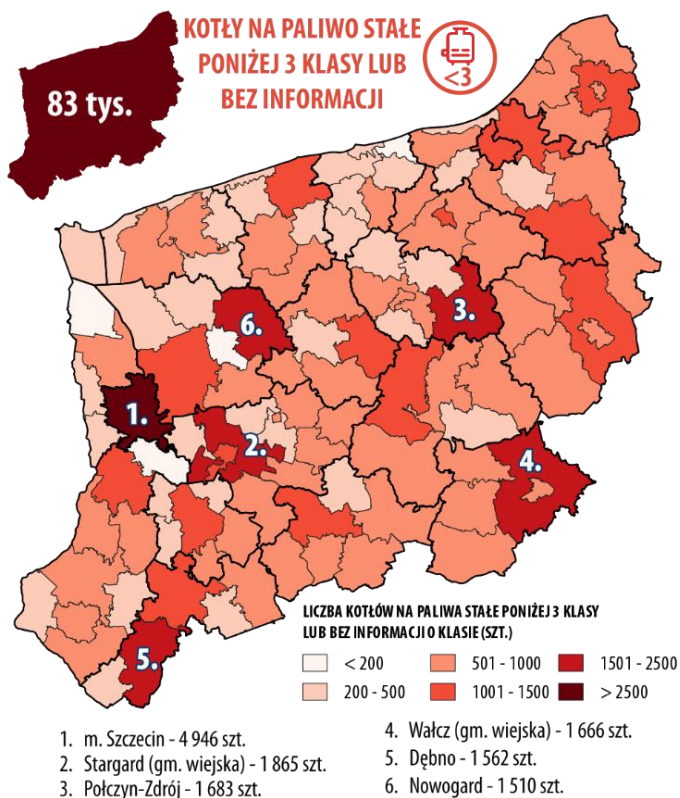 KOTŁY NA PALIWO STAŁE
PONIŻEJ 3 KLASY LUB
BEZ INFORMACJI
<3
83 tys.
6.
3.
1.
2.
4.
5.
LICZBA KOTŁÓW NA PALIWA STAŁE PONIŻEJ 3 KLASY
LUB BEZ INFORMACJI O KLASIE (SZT.)
< 200
501 - 1000
1501 - 2500
200 - 500
1001 - 1500
> 2500
1. m. Szczecin - 4 946 szt.
2. Stargard (gm. wiejska) - 1 865 szt.
3. Połczyn-Zdrój - 1 683 szt.
4. Wałcz (gm. wiejska) - 1 666 szt.
5. Dębno - 1 562 szt.
6. Nowogard - 1 510 szt.